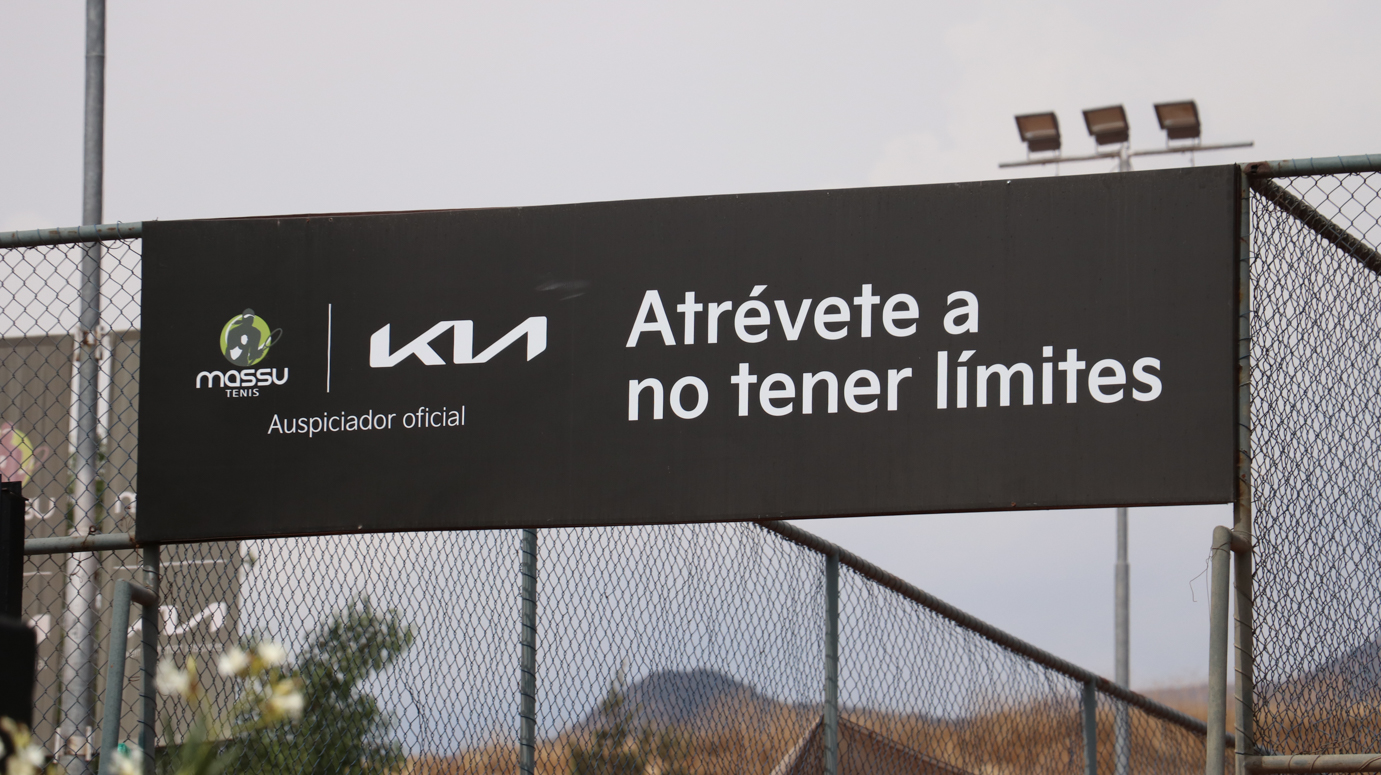 massu
TENIS
KIA
Auspiciador oficial
Atrévete a
no tener límites